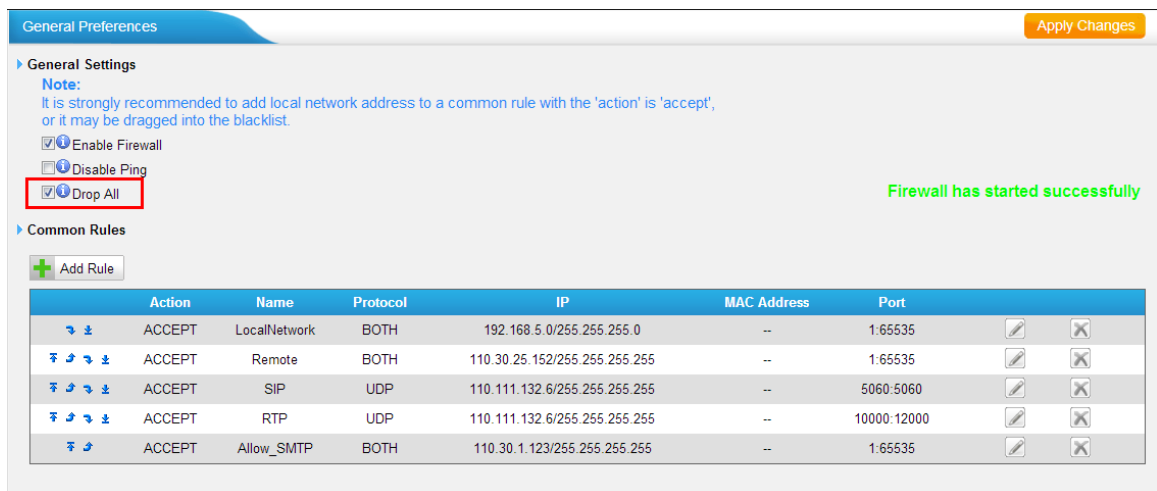 General Preferences
Apply Changes
General Settings
Note:
It is strongly recommended to add local network address to a common rule with the 'action' is 'accept',
or it may be dragged into the blacklist.
Enable Firewall
Disable Ping
Drop All
Firewall has started successfully
Common Rules
Add Rule
Action Name Protocol IP MAC Address Port
ACCEPT LocalNetwork BOTH 192.168.5.0/255.255.255.0 -- 1:65535
ACCEPT Remote BOTH 110.30.25.152/255.255.255.255 -- 1:65535
ACCEPT SIP UDP 110.111.132.6/255.255.255.255 -- 5060:5060
ACCEPT RTP UDP 110.111.132.6/255.255.255.255 -- 10000:12000
ACCEPT Allow_SMTP BOTH 110.30.1.123/255.255.255.255 -- 1:65535